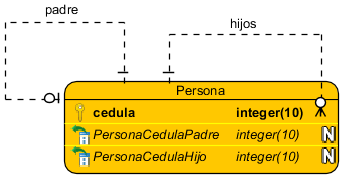 padre
hijos
Persona
cedula integer(10)
PersonaCedulaPadre integer(10) N
PersonaCedulaHijo integer(10) N